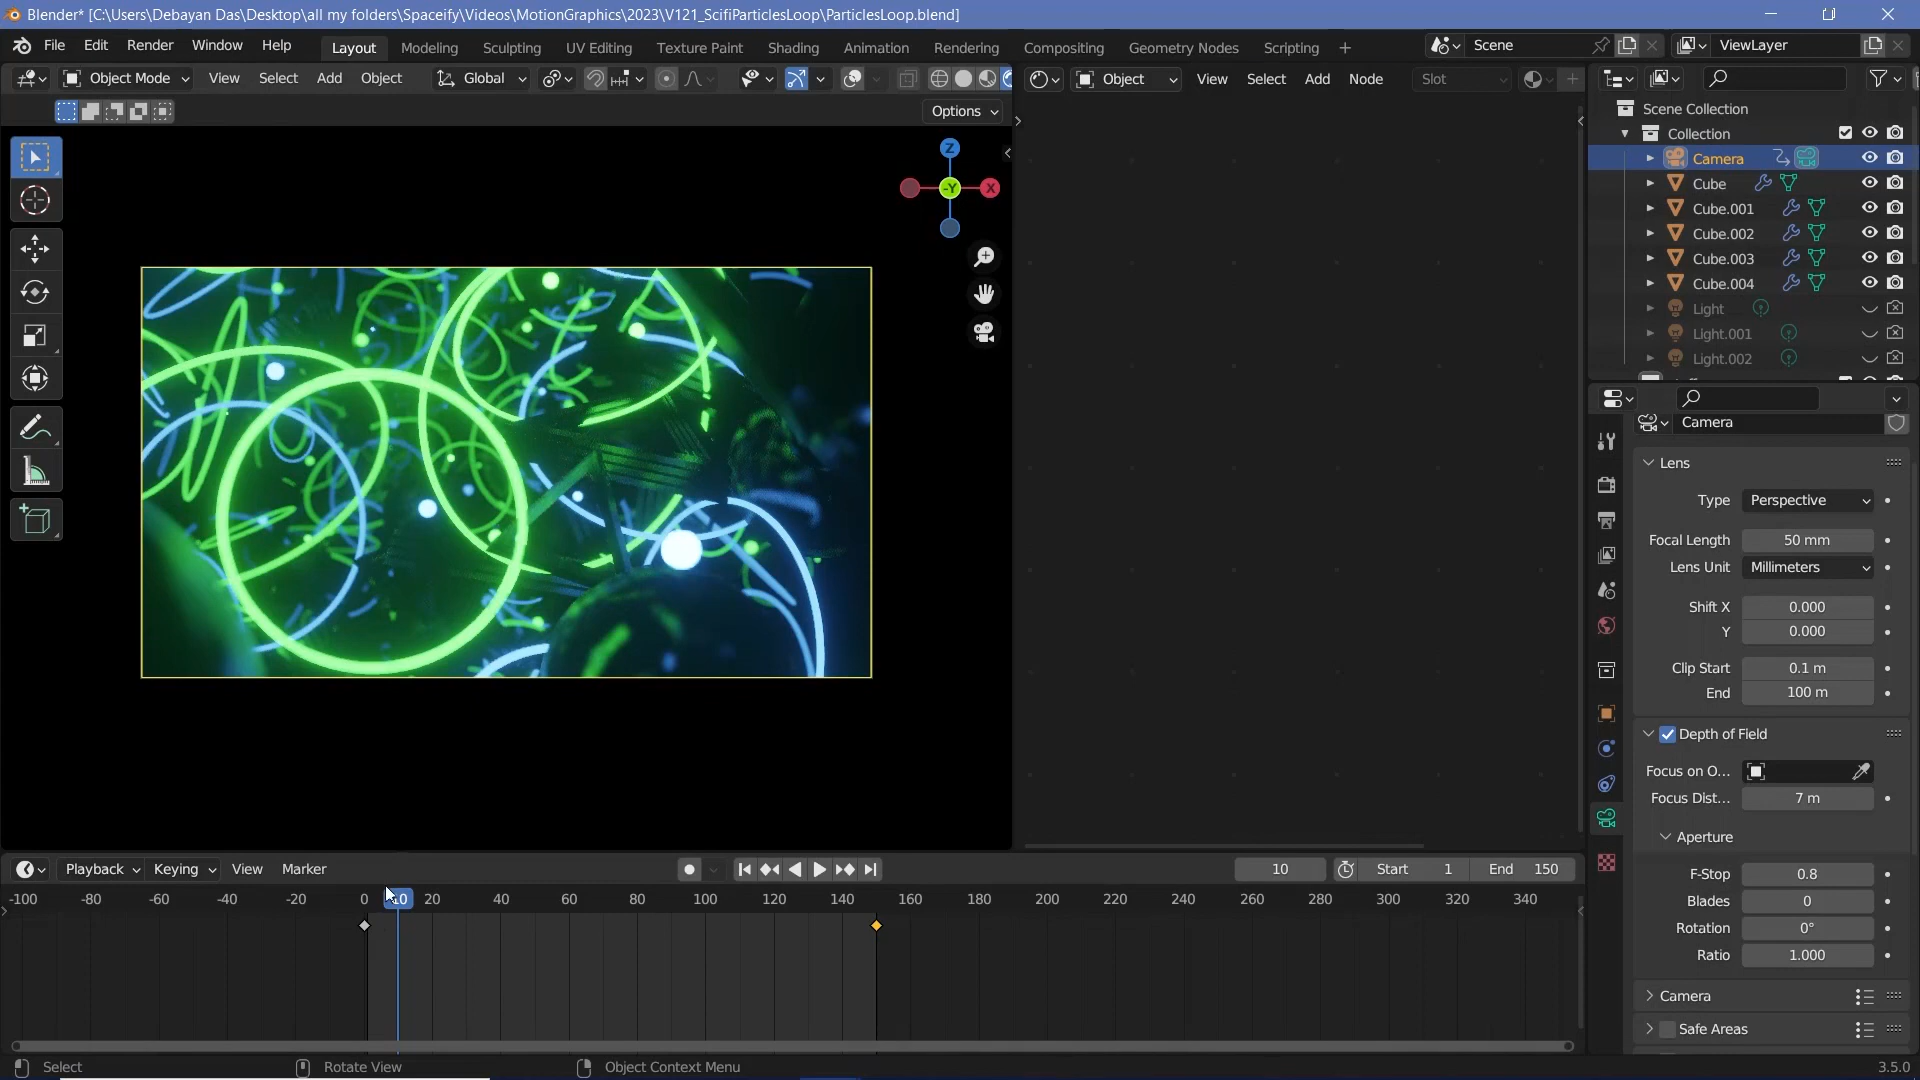 Blender* [C:\Users\Debayan Das\Desktop\all my folders\Spaceify\Videos\MotionGraphics\2023\V121_ScifiParticlesLoop\ParticlesLoop.blend]
File Edit Render Window Help Layout Modeling Sculpting UV Editing Texture Paint Shading Animation Rendering Compositing Geometry Nodes Scripting + Scene ViewLayer
Object Mode View Select Add Object Global Object View Select Add Node Slot
Options
Scene Collection
Collection
Camera
Cube
Cube.001
Cube.002
Cube.003
Cube.004
Light
Light.001
Light.002
Z
-Y X
Camera
Lens
Type Perspective
Focal Length 50 mm
Lens Unit Millimeters
Shift X 0.000
Y 0.000
Clip Start 0.1 m
End 100 m
Depth of Field
Focus on O...
Focus Dist... 7 m
Aperture
F-Stop 0.8
Blades 0
Rotation 0°
Ratio 1.000
Camera
Safe Areas
Playback Keying View Marker 10 Start 1 End 150
-100 -80 -60 -40 -20 0 10 20 40 60 80 100 120 140 160 180 200 220 240 260 280 300 320 340
Select Rotate View Object Context Menu 3.5.0